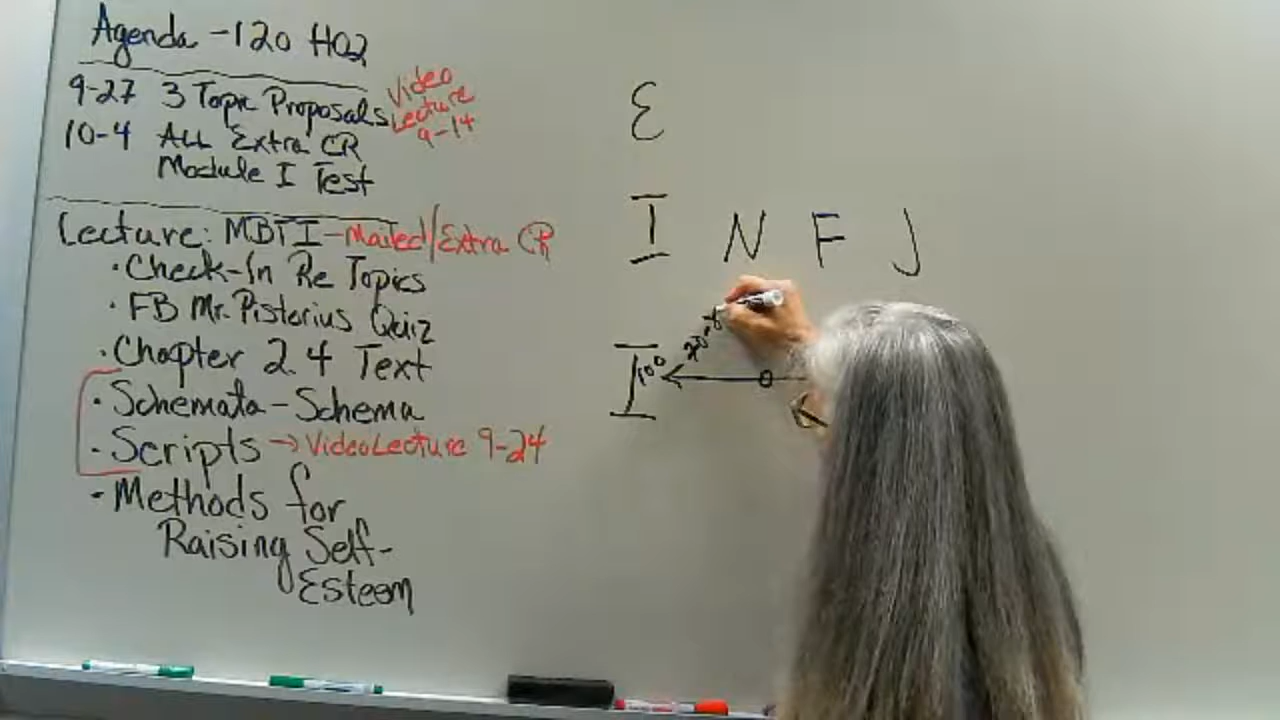 Agenda - 120 H02
9-27 3 Topic Proposals
Video
Lecture
9-14
10-4 ALL Extra CR
Module I Test
Lecture: MBTI - Mailed/Extra CR
• Check-In Re Topics
• FB Mr. Pistorius Quiz
• Chapter 2.4 Text
• Schemata - Schema
• Scripts → Video Lecture 9-24
• Methods for
Raising Self-
Esteem
E
I N F J
I 100 0